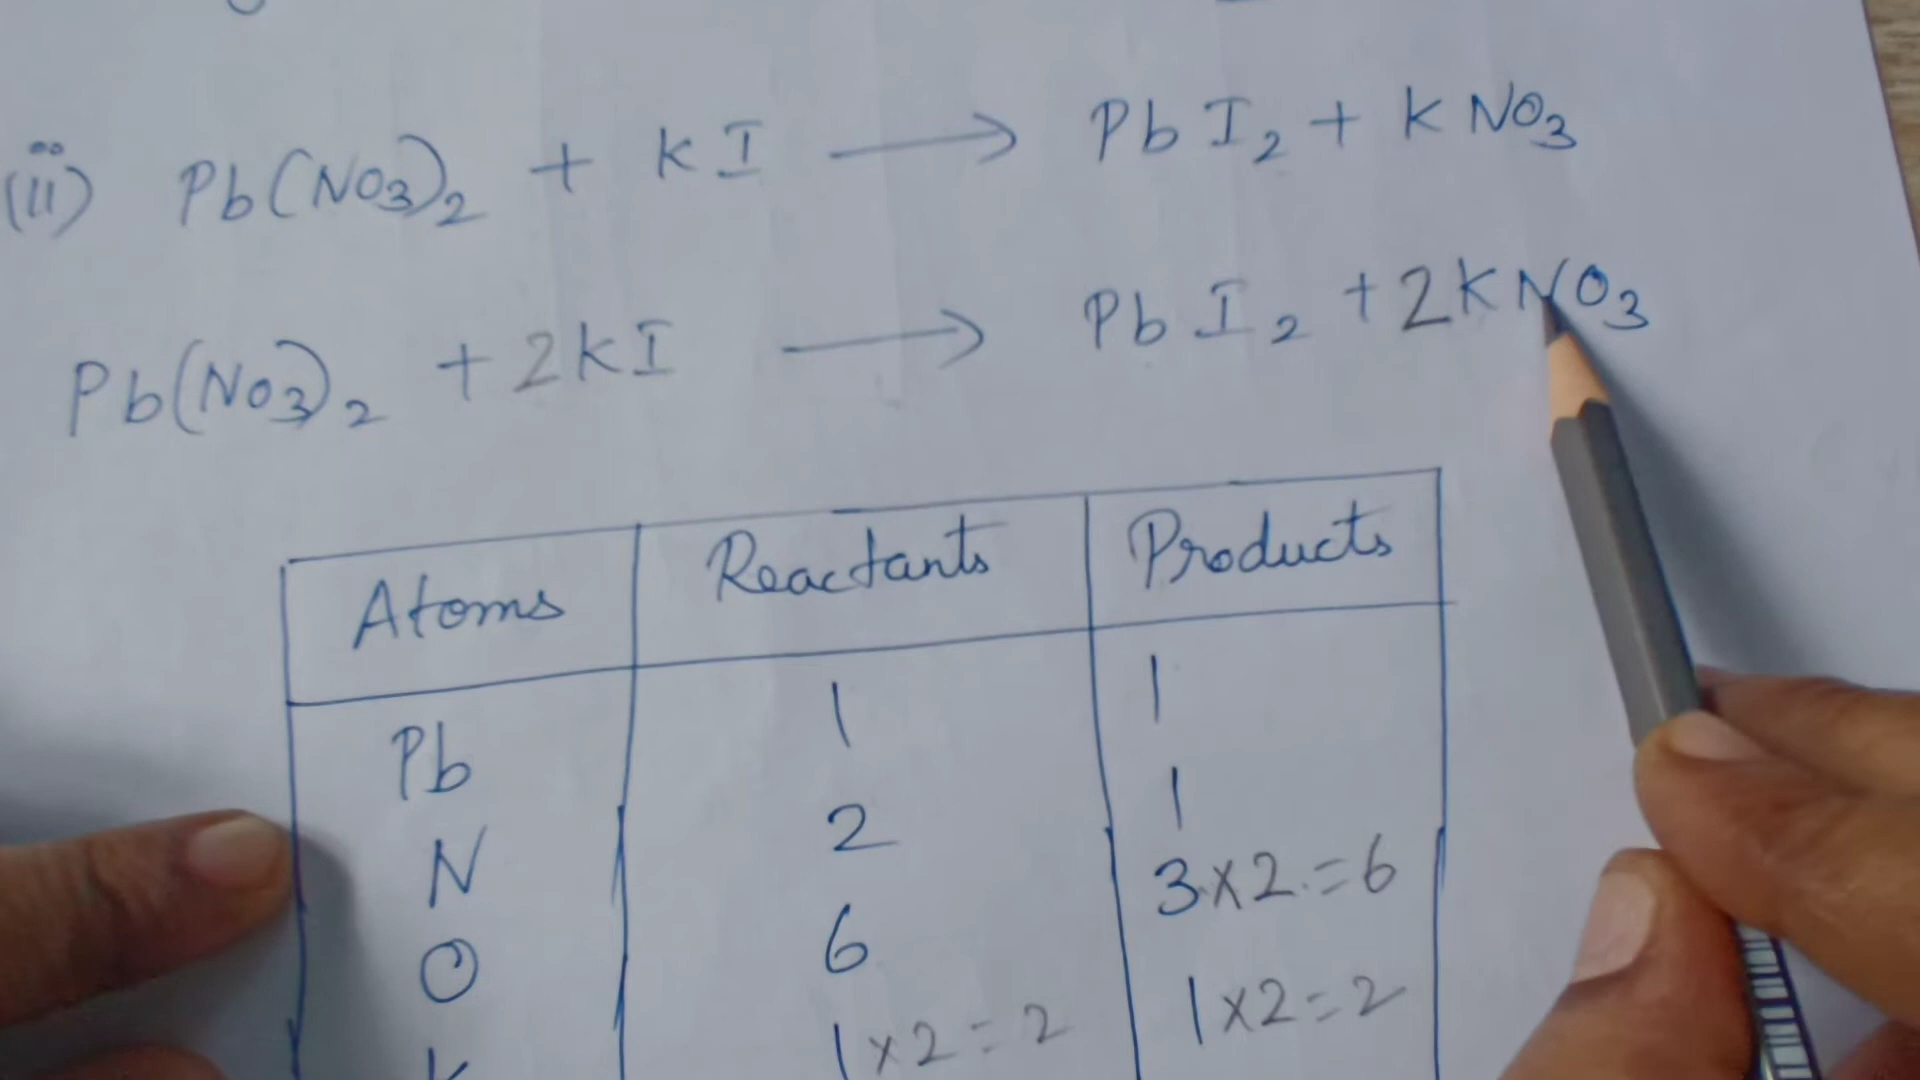 (ii) Pb(NO3)2 + KI → PbI2 + KNO3
Pb(NO3)2 + 2KI → PbI2 + 2KNO3
Atoms Reactants Products
Pb 1 1
N 2 1
O 6 3×2=6
1×2=2 1×2=2